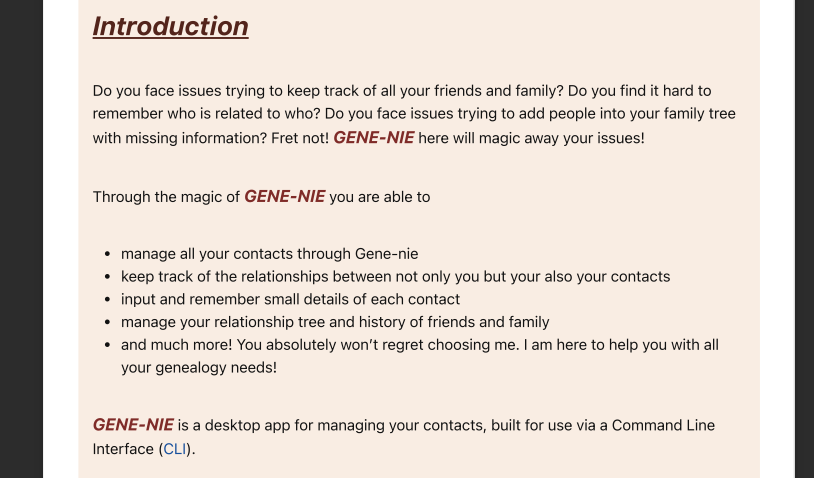 Introduction
Do you face issues trying to keep track of all your friends and family? Do you find it hard to
remember who is related to who? Do you face issues trying to add people into your family tree
with missing information? Fret not! GENE-NIE here will magic away your issues!
Through the magic of GENE-NIE you are able to
• manage all your contacts through Gene-nie
• keep track of the relationships between not only you but your also your contacts
• input and remember small details of each contact
• manage your relationship tree and history of friends and family
• and much more! You absolutely won’t regret choosing me. I am here to help you with all
your genealogy needs!
GENE-NIE is a desktop app for managing your contacts, built for use via a Command Line
Interface (CLI).